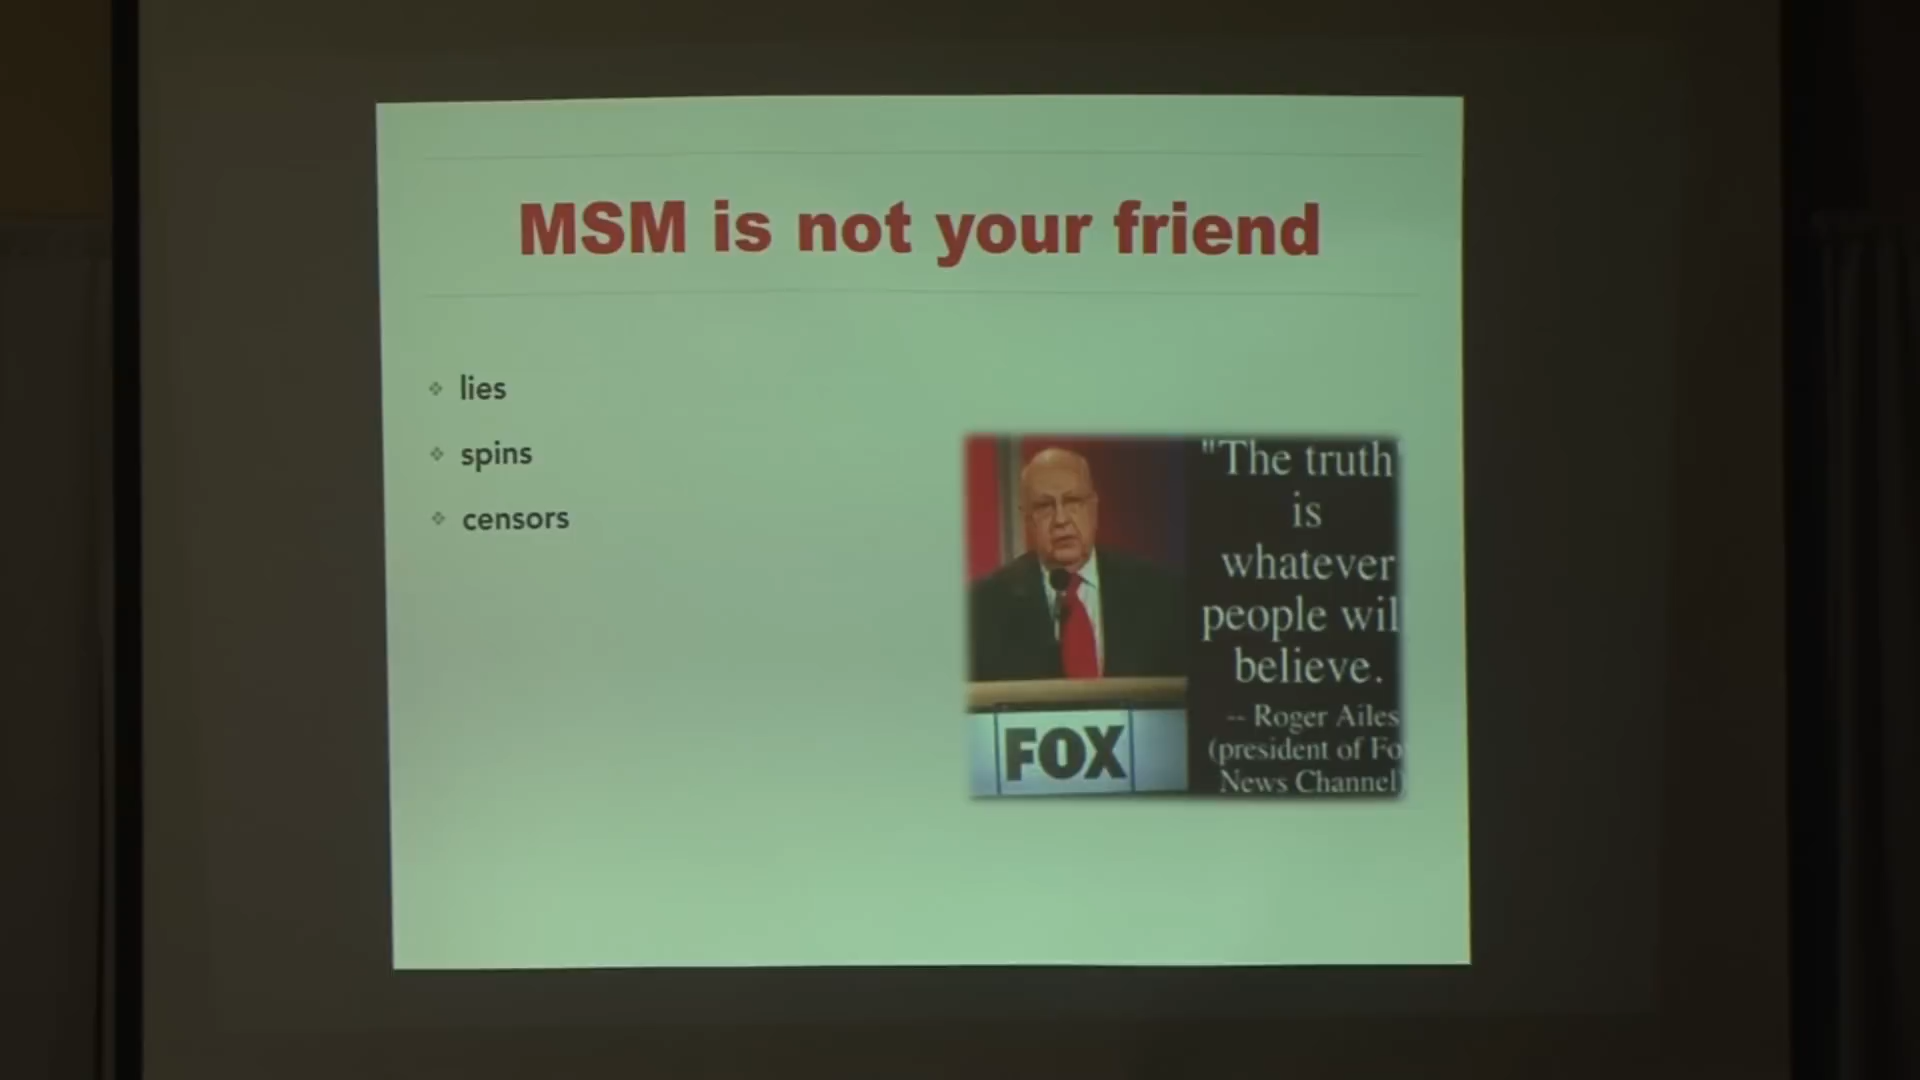 MSM is not your friend
lies
spins
censors
"The truth
is
whatever
people wil
believe.
-- Roger Ailes
(president of Fo
News Channel)
FOX